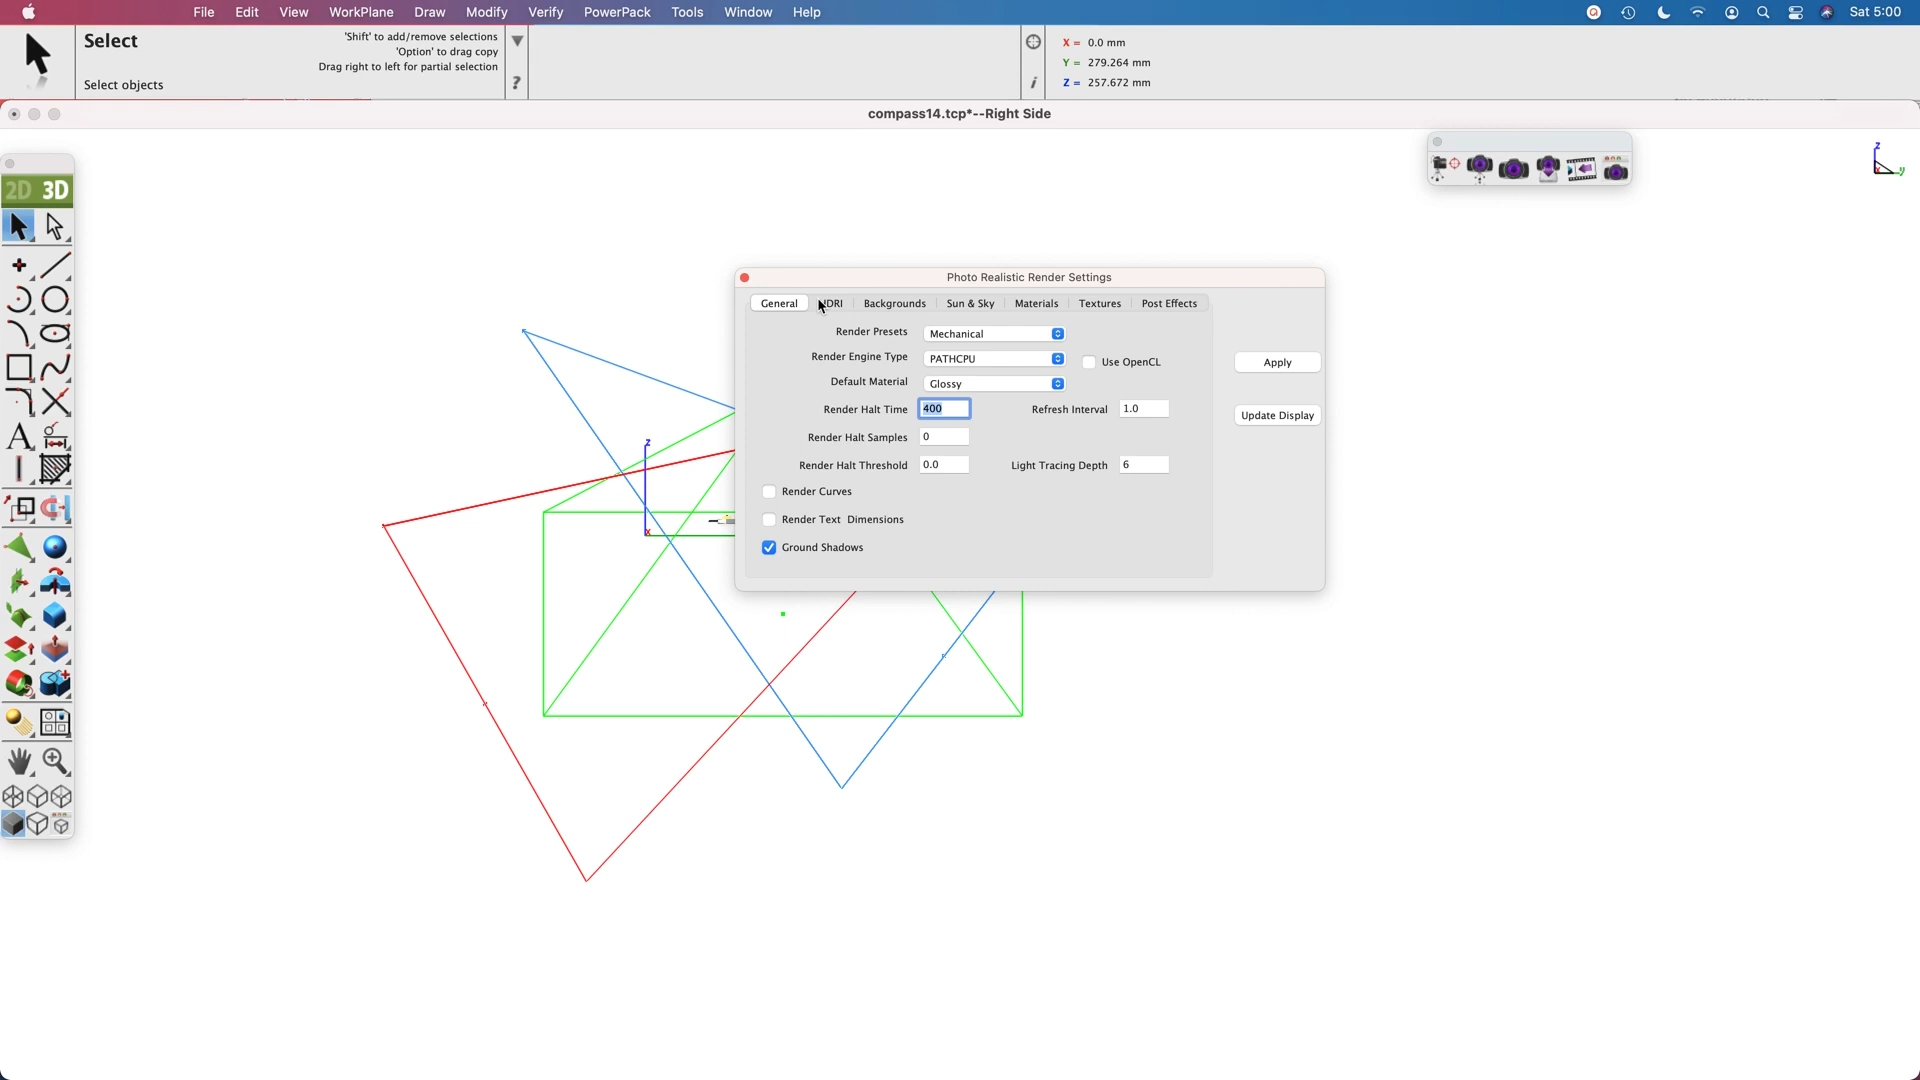 File Edit View WorkPlane Draw Modify Verify PowerPack Tools Window Help Sat 5:00
Select
'Shift' to add/remove selections
'Option' to drag copy
Drag right to left for partial selection
Select objects
?
i
X = 0.0 mm
Y = 279.264 mm
Z = 257.672 mm
compass14.tcp*--Right Side
2D 3D
A
z
y
z
x
Photo Realistic Render Settings
General Backgrounds Sun & Sky Materials Textures Post Effects
Render Presets Mechanical
Render Engine Type PATHCPU Use OpenCL Apply
Default Material Glossy
Render Halt Time 400 Refresh Interval 1.0 Update Display
Render Halt Samples 0
Render Halt Threshold 0.0 Light Tracing Depth 6
Render Curves
Render Text Dimensions
Ground Shadows